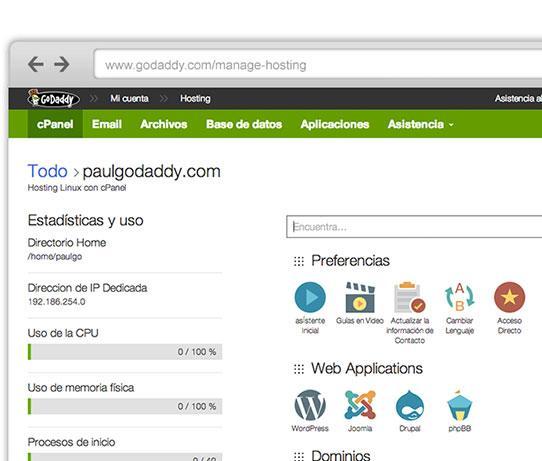 www.godaddy.com/manage-hosting
GoDaddy >> Mi cuenta >> Hosting
Asistencia al
cPanel Email Archivos Base de datos Aplicaciones Asistencia
Todo > paulgodaddy.com
Hosting Linux con cPanel
Estadísticas y uso
Directorio Home
/home/paulgo
Direccion de IP Dedicada
192.186.254.0
Uso de la CPU
0 / 100 %
Uso de memoria física
0 / 100 %
Procesos de inicio
0 / 40
Encuentra...
Preferencias
asistente
Inicial
Guías en Video
Actualizar la
información de
Contacto
A
B
Cambiar
Lenguaje
Acceso
Directo
Web Applications
WordPress
Joomla
Drupal
phpBB
Dominios